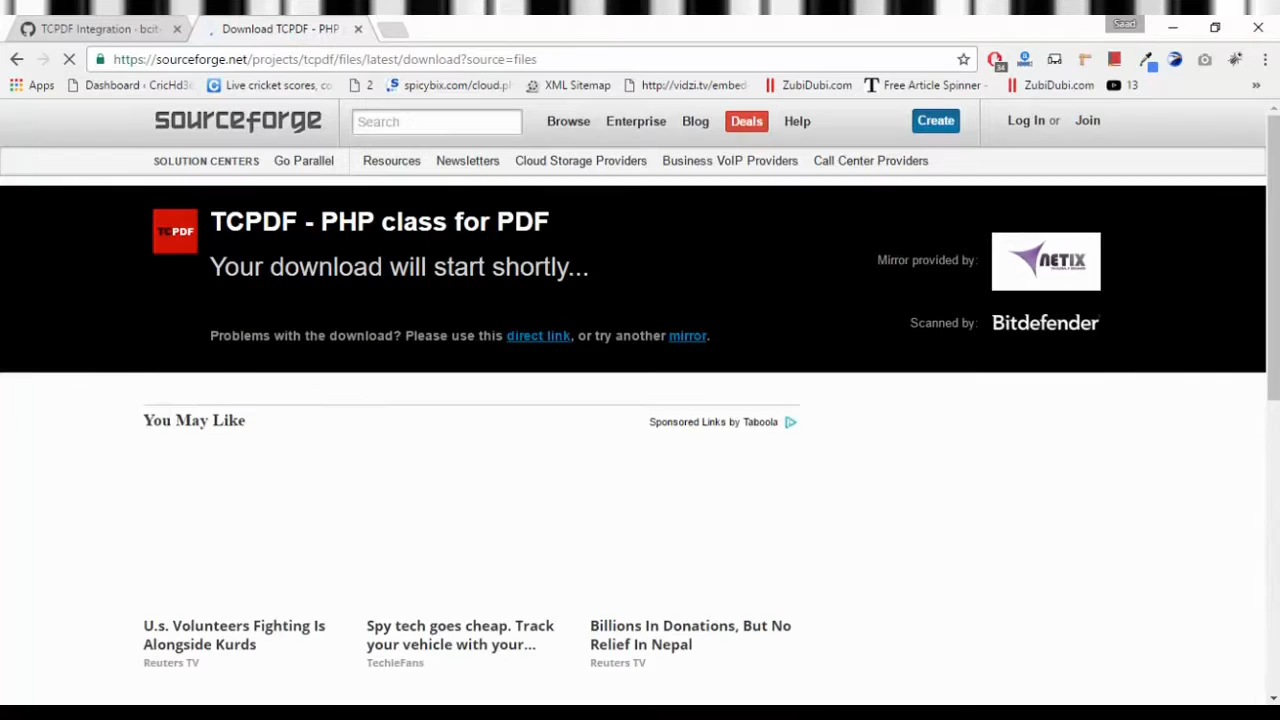 Saad
TCPDF Integration - bcit
Download TCPDF - PHP
https://sourceforge.net/projects/tcpdf/files/latest/download?source=files
34
Apps
Dashboard ‹ CricHd3
Live cricket scores, co
2
Scybix.com/cloud.pl
XML Sitemap
http://vidzi.tv/embed
ZubiDubi.com
Free Article Spinner -
ZubiDubi.com
13
»
sourceforge
Search
Browse
Enterprise
Blog
Deals
Help
Create
Log In or
Join
SOLUTION CENTERS
Go Parallel
Resources
Newsletters
Cloud Storage Providers
Business VoIP Providers
Call Center Providers
TCPDF
TCPDF - PHP class for PDF
Your download will start shortly...
Mirror provided by:
NETIX
Scanned by:
Bitdefender
Problems with the download? Please use this direct link, or try another mirror.
You May Like
Sponsored Links by Taboola
U.s. Volunteers Fighting Is
Alongside Kurds
Reuters TV
Spy tech goes cheap. Track
your vehicle with your...
TechieFans
Billions In Donations, But No
Relief In Nepal
Reuters TV